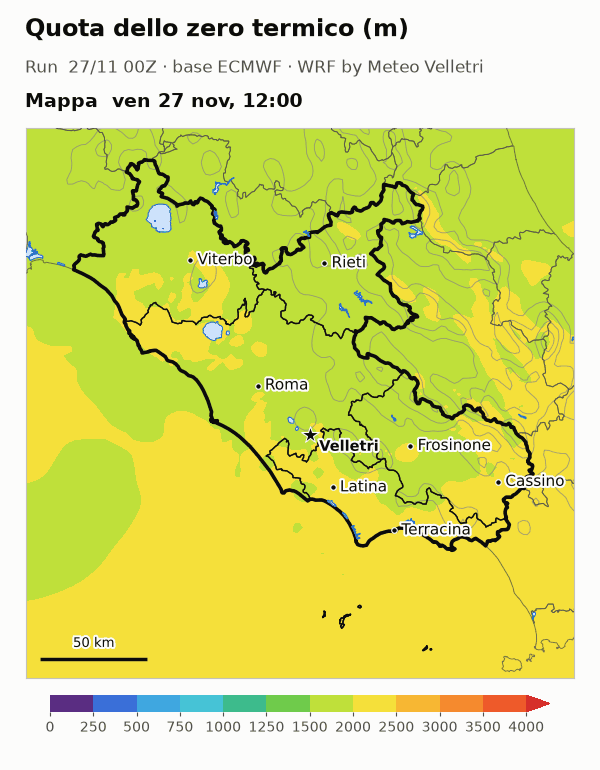 Quota dello zero termico (m)
Run  27/11 00Z · base ECMWF · WRF by Meteo Velletri
Mappa  ven 27 nov, 12:00
Viterbo
Rieti
Roma
Velletri
Frosinone
Cassino
Latina
Terracina
50 km
0 250 500 750 1000 1250 1500 2000 2500 3000 3500 4000